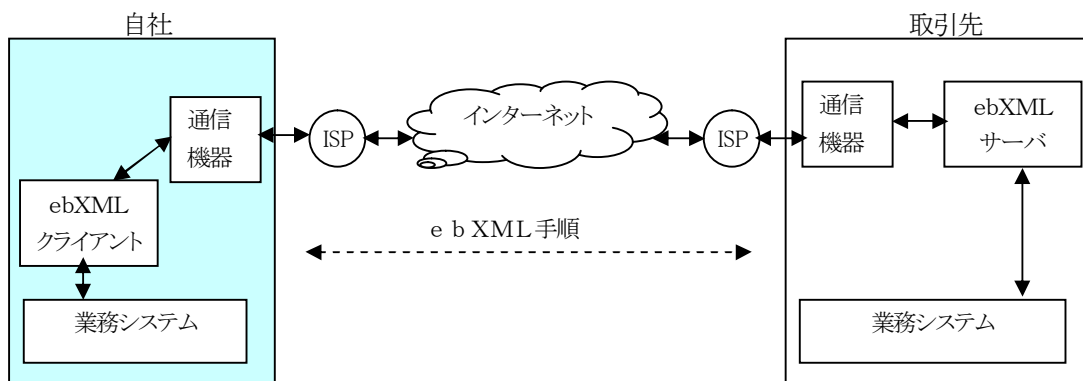 自社
取引先
通信
機器
ISP
インターネット
ISP
通信
機器
ebXML
サーバ
ebXML
クライアント
ebXML手順
業務システム
業務システム